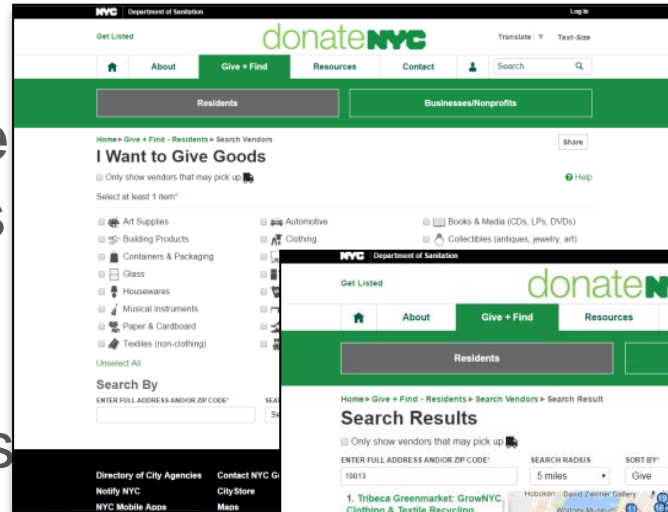 NYC Department of Sanitation Log In
Get Listed donateNYC Translate | ▼ Text-Size
About Give + Find Resources Contact Search
Residents Businesses/Nonprofits
Home▸ Give + Find - Residents▸ Search Vendors Share
I Want to Give Goods
Only show vendors that may pick up Help
Select at least 1 item*
Art Supplies Automotive Books & Media (CDs, LPs, DVDs)
Building Products Clothing Collectibles (antiques, jewelry, art)
Containers & Packaging
Glass
Housewares
Musical Instruments
Paper & Cardboard
Textiles (non-clothing)
Unselect All
Search By
ENTER FULL ADDRESS AND/OR ZIP CODE*
Directory of City Agencies Contact NYC G
Notify NYC CityStore
NYC Mobile Apps Maps
NYC Department of Sanitation
Get Listed donateN
About Give + Find Resources
Residents
Home▸ Give + Find - Residents▸ Search Vendors▸ Search Result
Search Results
Only show vendors that may pick up
ENTER FULL ADDRESS AND/OR ZIP CODE* SEARCH RADIUS SORT BY*
10013 5 miles Give
1. Tribeca Greenmarket: GrowNYC Hoboken David Zwirner Gallery
Clothing & Textile Recycling Whitney Museum